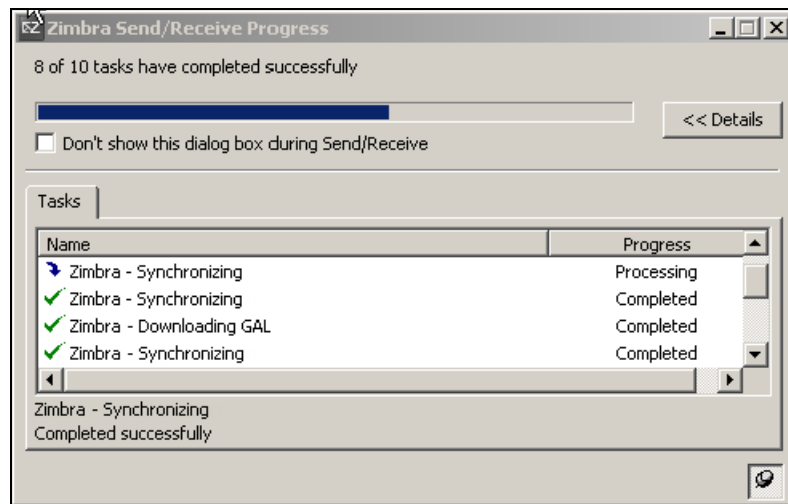 Zimbra Send/Receive Progress
8 of 10 tasks have completed successfully
<< Details
Don't show this dialog box during Send/Receive
Tasks
Name Progress
Zimbra - Synchronizing Processing
Zimbra - Synchronizing Completed
Zimbra - Downloading GAL Completed
Zimbra - Synchronizing Completed
Zimbra - Synchronizing
Completed successfully